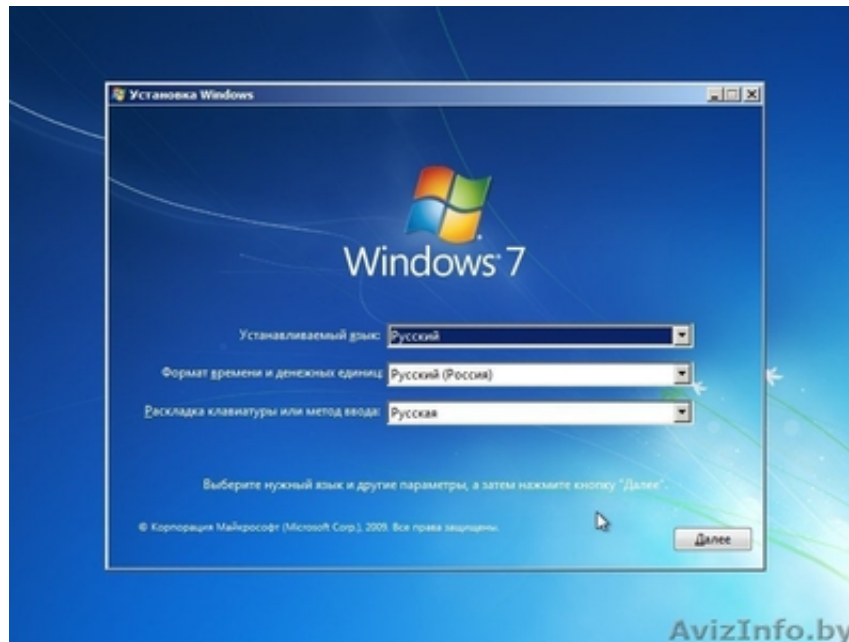 Установка Windows
Windows 7
Устанавливаемый язык: Русский
Формат времени и денежных единиц: Русский (Россия)
Раскладка клавиатуры или метод ввода: Русская
Выберите нужный язык и другие параметры, а затем нажмите кнопку "Далее".
© Корпорация Майкрософт (Microsoft Corp.), 2009. Все права защищены.
Далее
AvizInfo.by